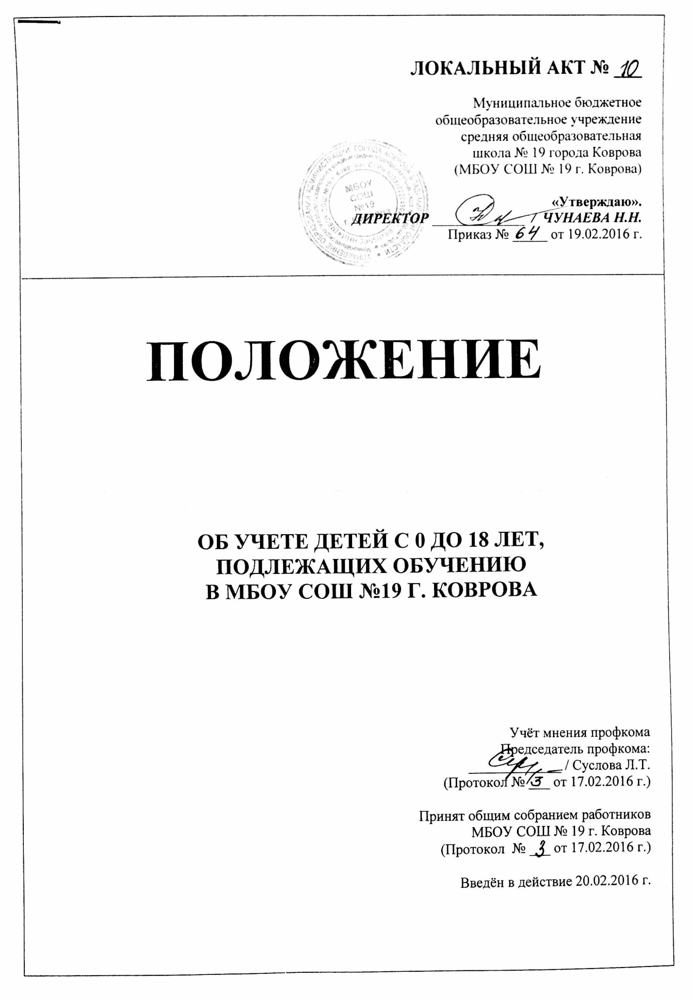 ЛОКАЛЬНЫЙ АКТ № 10
Муниципальное бюджетное
общеобразовательное учреждение
средняя общеобразовательная
школа № 19 города Коврова
(МБОУ СОШ № 19 г. Коврова)
МБОУ
СОШ
№19
«Утверждаю».
ДИРЕКТОР / ЧУНАЕВА Н.Н.
Приказ № 64 от 19.02.2016 г.
ПОЛОЖЕНИЕ
ОБ УЧЕТЕ ДЕТЕЙ С 0 ДО 18 ЛЕТ,
ПОДЛЕЖАЩИХ ОБУЧЕНИЮ
В МБОУ СОШ №19 Г. КОВРОВА
Учёт мнения профкома
Председатель профкома:
/ Суслова Л.Т.
(Протокол № 3 от 17.02.2016 г.)
Принят общим собранием работников
МБОУ СОШ № 19 г. Коврова
(Протокол № 3 от 17.02.2016 г.)
Введён в действие 20.02.2016 г.